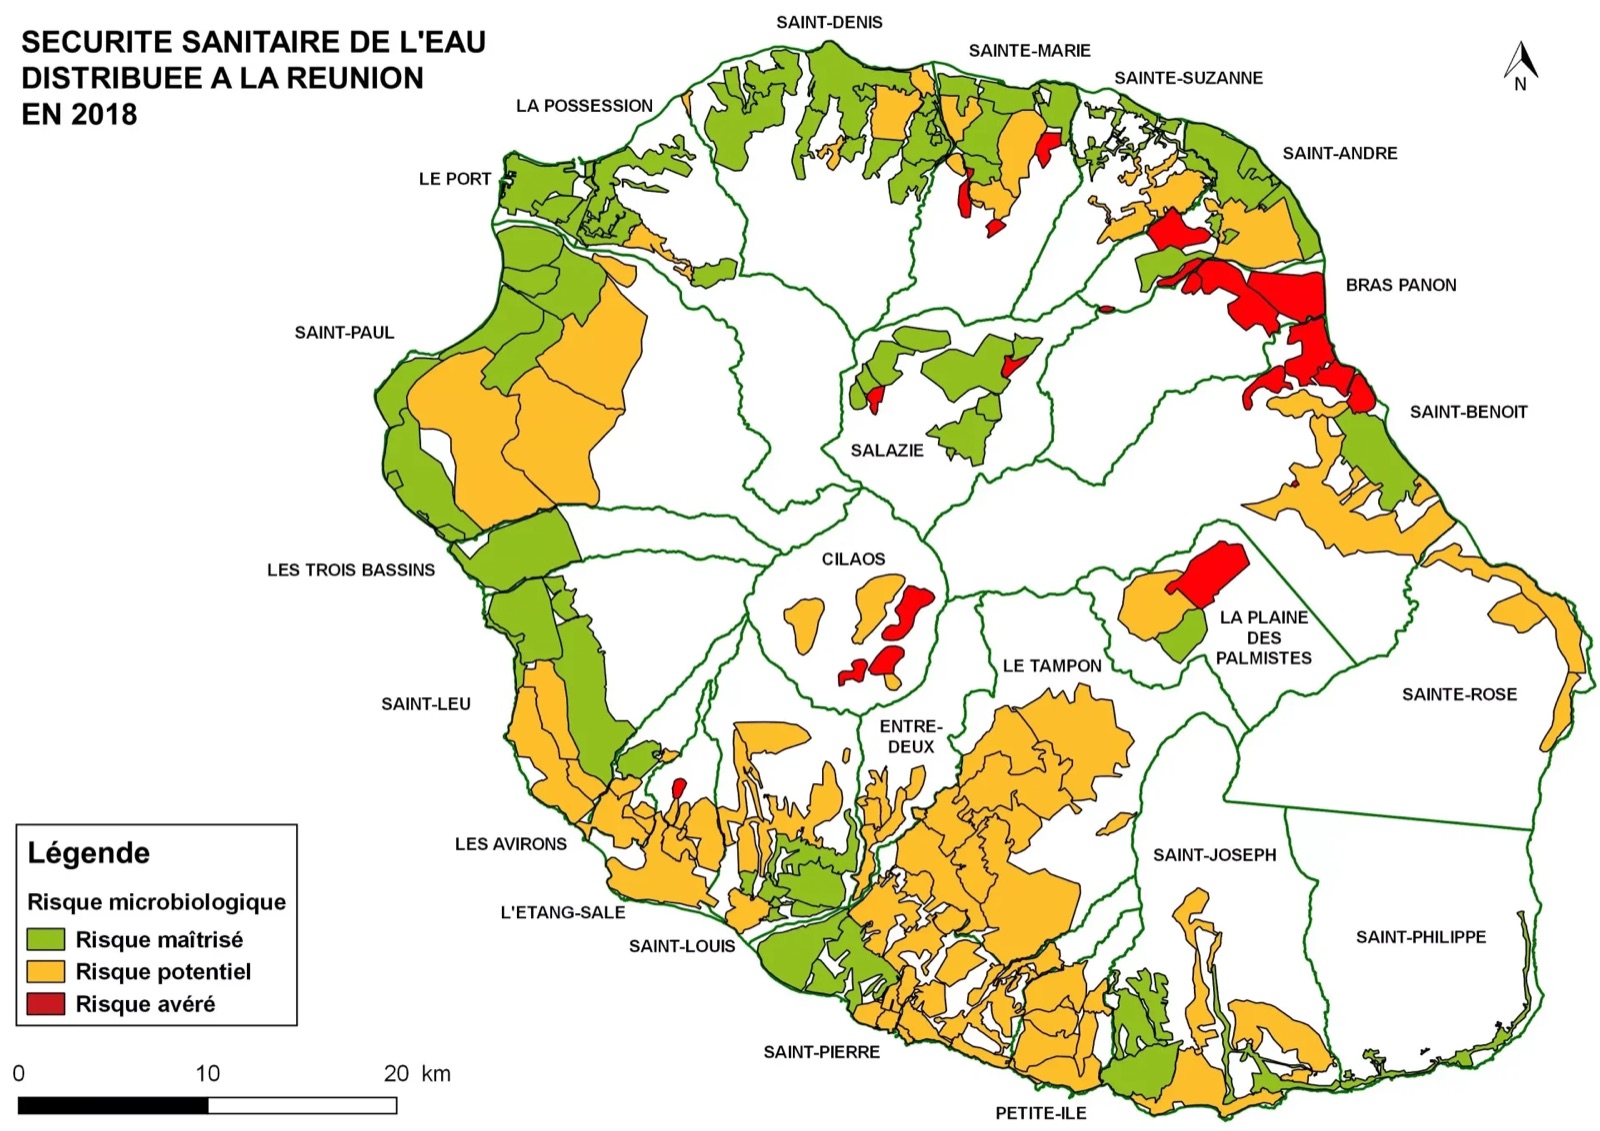 SECURITE SANITAIRE DE L'EAU
DISTRIBUEE A LA REUNION
EN 2018
SAINT-DENIS
SAINTE-MARIE
SAINTE-SUZANNE
N
LA POSSESSION
SAINT-ANDRE
LE PORT
BRAS PANON
SAINT-PAUL
SAINT-BENOIT
SALAZIE
CILAOS
LES TROIS BASSINS
LA PLAINE
DES
PALMISTES
LE TAMPON
SAINTE-ROSE
SAINT-LEU
ENTRE-
DEUX
LES AVIRONS
SAINT-JOSEPH
L'ETANG-SALE
SAINT-LOUIS
SAINT-PHILIPPE
SAINT-PIERRE
PETITE-ILE
Légende
Risque microbiologique
Risque maîtrisé
Risque potentiel
Risque avéré
0 10 20 km